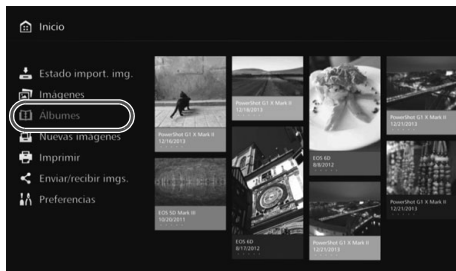 Inicio
Estado import. img.
Imágenes
Álbumes
Nuevas imágenes
Imprimir
Enviar/recibir imgs.
Preferencias
PowerShot G1 X Mark II
12/16/2013
EOS 5D Mark III
10/26/2011
PowerShot G1 X Mark II
12/18/2013
EOS 6D
8/17/2012
EOS 6D
8/8/2012
PowerShot G1 X Mark II
12/21/2013
PowerShot G1 X Mark II
12/21/2013
PowerShot G1 X Mark II
12/21/2013